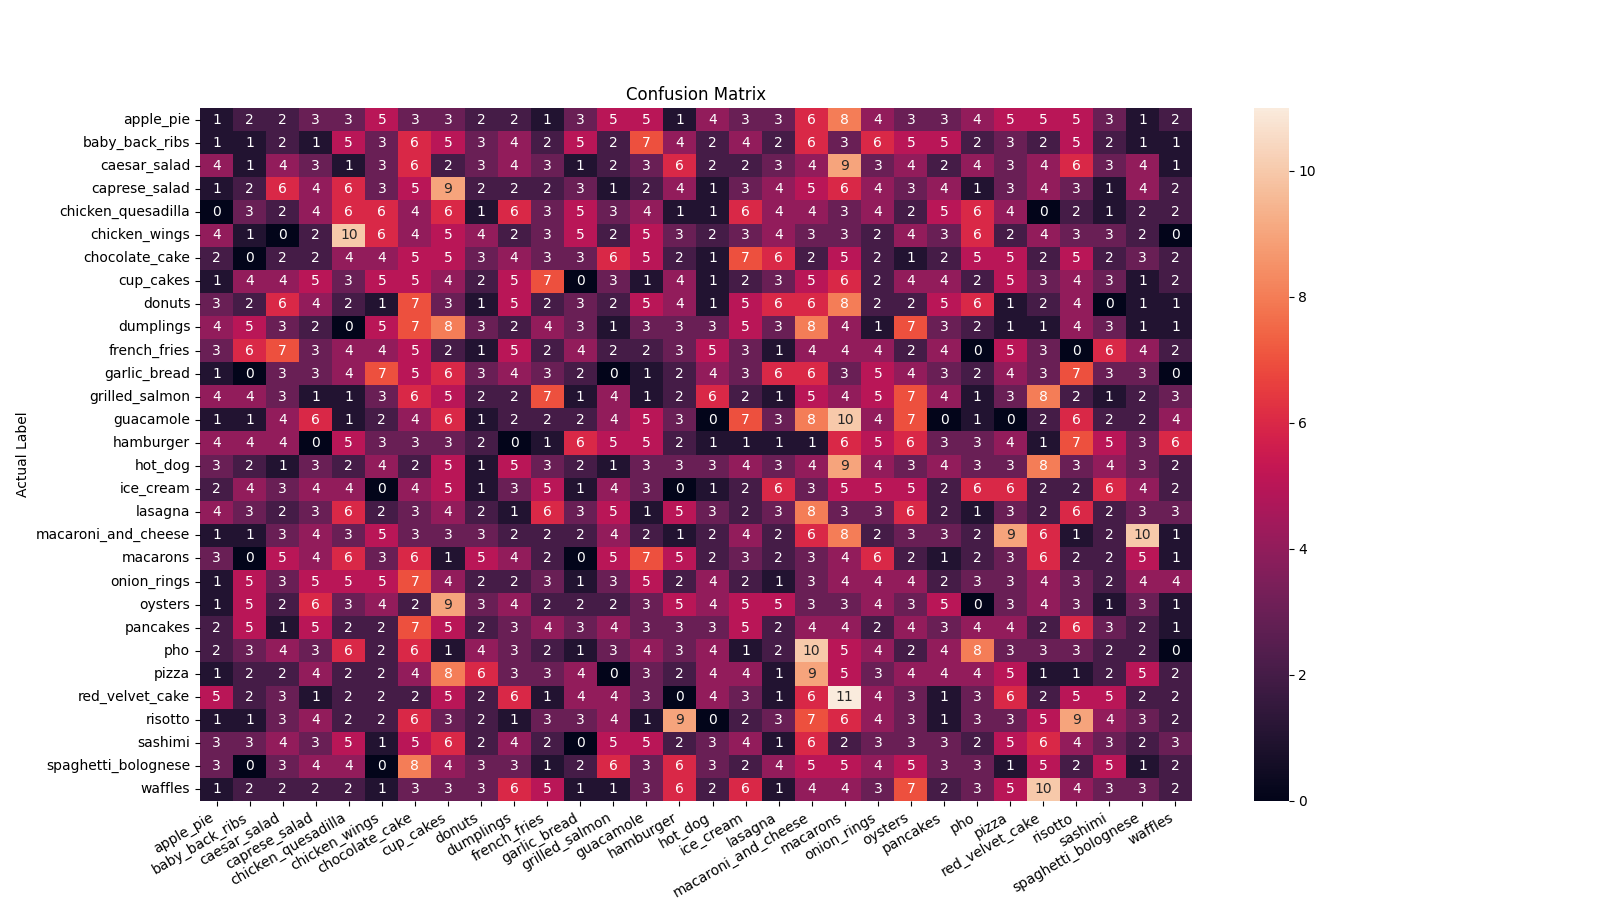 Confusion Matrix
apple_pie 1 2 2 3 3 5 3 3 2 2 1 3 5 5 1 4 3 3 6 8 4 3 3 4 5 5 5 3 1 2
baby_back_ribs 1 1 2 1 5 3 6 5 3 4 2 5 2 7 4 2 4 2 6 3 6 5 5 2 3 2 5 2 1 1
caesar_salad 4 1 4 3 1 3 6 2 3 4 3 1 2 3 6 2 2 3 4 9 3 4 2 4 3 4 6 3 4 1
caprese_salad 1 2 6 4 6 3 5 9 2 2 2 3 1 2 4 1 3 4 5 6 4 3 4 1 3 4 3 1 4 2
chicken_quesadilla 0 3 2 4 6 6 4 6 1 6 3 5 3 4 1 1 6 4 4 3 4 2 5 6 4 0 2 1 2 2
chicken_wings 4 1 0 2 10 6 4 5 4 2 3 5 2 5 3 2 3 4 3 3 2 4 3 6 2 4 3 3 2 0
chocolate_cake 2 0 2 2 4 4 5 5 3 4 3 3 6 5 2 1 7 6 2 5 2 1 2 5 5 2 5 2 3 2
cup_cakes 1 4 4 5 3 5 5 4 2 5 7 0 3 1 4 1 2 3 5 6 2 4 4 2 5 3 4 3 1 2
donuts 3 2 6 4 2 1 7 3 1 5 2 3 2 5 4 1 5 6 6 8 2 2 5 6 1 2 4 0 1 1
dumplings 4 5 3 2 0 5 7 8 3 2 4 3 1 3 3 3 5 3 8 4 1 7 3 2 1 1 4 3 1 1
french_fries 3 6 7 3 4 4 5 2 1 5 2 4 2 2 3 5 3 1 4 4 4 2 4 0 5 3 0 6 4 2
garlic_bread 1 0 3 3 4 7 5 6 3 4 3 2 0 1 2 4 3 6 6 3 5 4 3 2 4 3 7 3 3 0
grilled_salmon 4 4 3 1 1 3 6 5 2 2 7 1 4 1 2 6 2 1 5 4 5 7 4 1 3 8 2 1 2 3
guacamole 1 1 4 6 1 2 4 6 1 2 2 2 4 5 3 0 7 3 8 10 4 7 0 1 0 2 6 2 2 4
hamburger 4 4 4 0 5 3 3 3 2 0 1 6 5 5 2 1 1 1 1 6 5 6 3 3 4 1 7 5 3 6
hot_dog 3 2 1 3 2 4 2 5 1 5 3 2 1 3 3 3 4 3 4 9 4 3 4 3 3 8 3 4 3 2
ice_cream 2 4 3 4 4 0 4 5 1 3 5 1 4 3 0 1 2 6 3 5 5 5 2 6 6 2 2 6 4 2
lasagna 4 3 2 3 6 2 3 4 2 1 6 3 5 1 5 3 2 3 8 3 3 6 2 1 3 2 6 2 3 3
macaroni_and_cheese 1 1 3 4 3 5 3 3 3 2 2 2 4 2 1 2 4 2 6 8 2 3 3 2 9 6 1 2 10 1
macarons 3 0 5 4 6 3 6 1 5 4 2 0 5 7 5 2 3 2 3 4 6 2 1 2 3 6 2 2 5 1
onion_rings 1 5 3 5 5 5 7 4 2 2 3 1 3 5 2 4 2 1 3 4 4 4 2 3 3 4 3 2 4 4
oysters 1 5 2 6 3 4 2 9 3 4 2 2 2 3 5 4 5 5 3 3 4 3 5 0 3 4 3 1 3 1
pancakes 2 5 1 5 2 2 7 5 2 3 4 3 4 3 3 3 5 2 4 4 2 4 3 4 4 2 6 3 2 1
pho 2 3 4 3 6 2 6 1 4 3 2 1 3 4 3 4 1 2 10 5 4 2 4 8 3 3 3 2 2 0
pizza 1 2 2 4 2 2 4 8 6 3 3 4 0 3 2 4 4 1 9 5 3 4 4 4 5 1 1 2 5 2
red_velvet_cake 5 2 3 1 2 2 2 5 2 6 1 4 4 3 0 4 3 1 6 11 4 3 1 3 6 2 5 5 2 2
risotto 1 1 3 4 2 2 6 3 2 1 3 3 4 1 9 0 2 3 7 6 4 3 1 3 3 5 9 4 3 2
sashimi 3 3 4 3 5 1 5 6 2 4 2 0 5 5 2 3 4 1 6 2 3 3 3 2 5 6 4 3 2 3
spaghetti_bolognese 3 0 3 4 4 0 8 4 3 3 1 2 6 3 6 3 2 4 5 5 4 5 3 3 1 5 2 5 1 2
waffles 1 2 2 2 2 1 3 3 3 6 5 1 1 3 6 2 6 1 4 4 3 7 2 3 5 10 4 3 3 2
Actual Label
apple_pie
baby_back_ribs
caesar_salad
caprese_salad
chicken_quesadilla
chicken_wings
chocolate_cake
cup_cakes
donuts
dumplings
french_fries
garlic_bread
grilled_salmon
guacamole
hamburger
hot_dog
ice_cream
lasagna
macaroni_and_cheese
macarons
onion_rings
oysters
pancakes
pho
pizza
red_velvet_cake
risotto
sashimi
spaghetti_bolognese
waffles
10
8
6
4
2
0